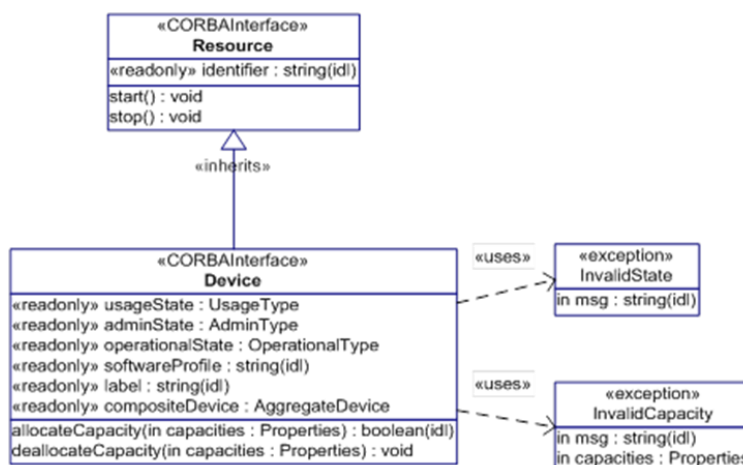 «CORBAInterface»
Resource
«readonly» identifier : string(idl)
start() : void
stop() : void
«inherits»
«CORBAInterface»
Device
«readonly» usageState : UsageType
«readonly» adminState : AdminType
«readonly» operationalState : OperationalType
«readonly» softwareProfile : string(idl)
«readonly» label : string(idl)
«readonly» compositeDevice : AggregateDevice
allocateCapacity(in capacities : Properties) : boolean(idl)
deallocateCapacity(in capacities : Properties) : void
«uses»
«exception»
InvalidState
in msg : string(idl)
«uses»
«exception»
InvalidCapacity
in msg : string(idl)
in capacities : Properties